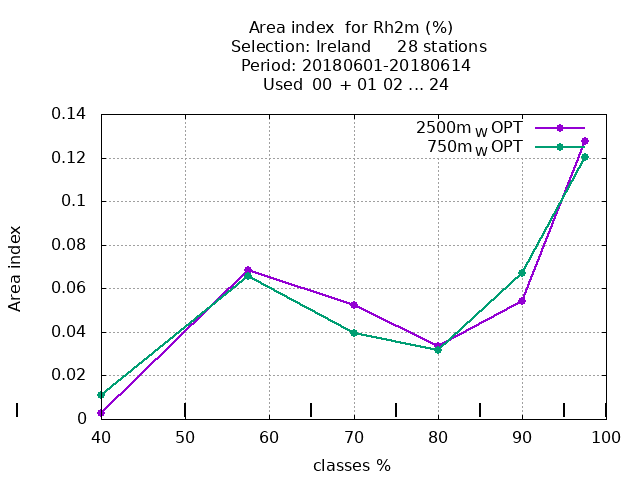 Area index  for Rh2m (%)
Selection: Ireland     28 stations
Period: 20180601-20180614
Used  00 + 01 02 ... 24
0.14
0.12
0.1
0.08
0.06
0.04
0.02
0
Area index
2500m W OPT
750m W OPT
40 50 60 70 80 90 100
classes %